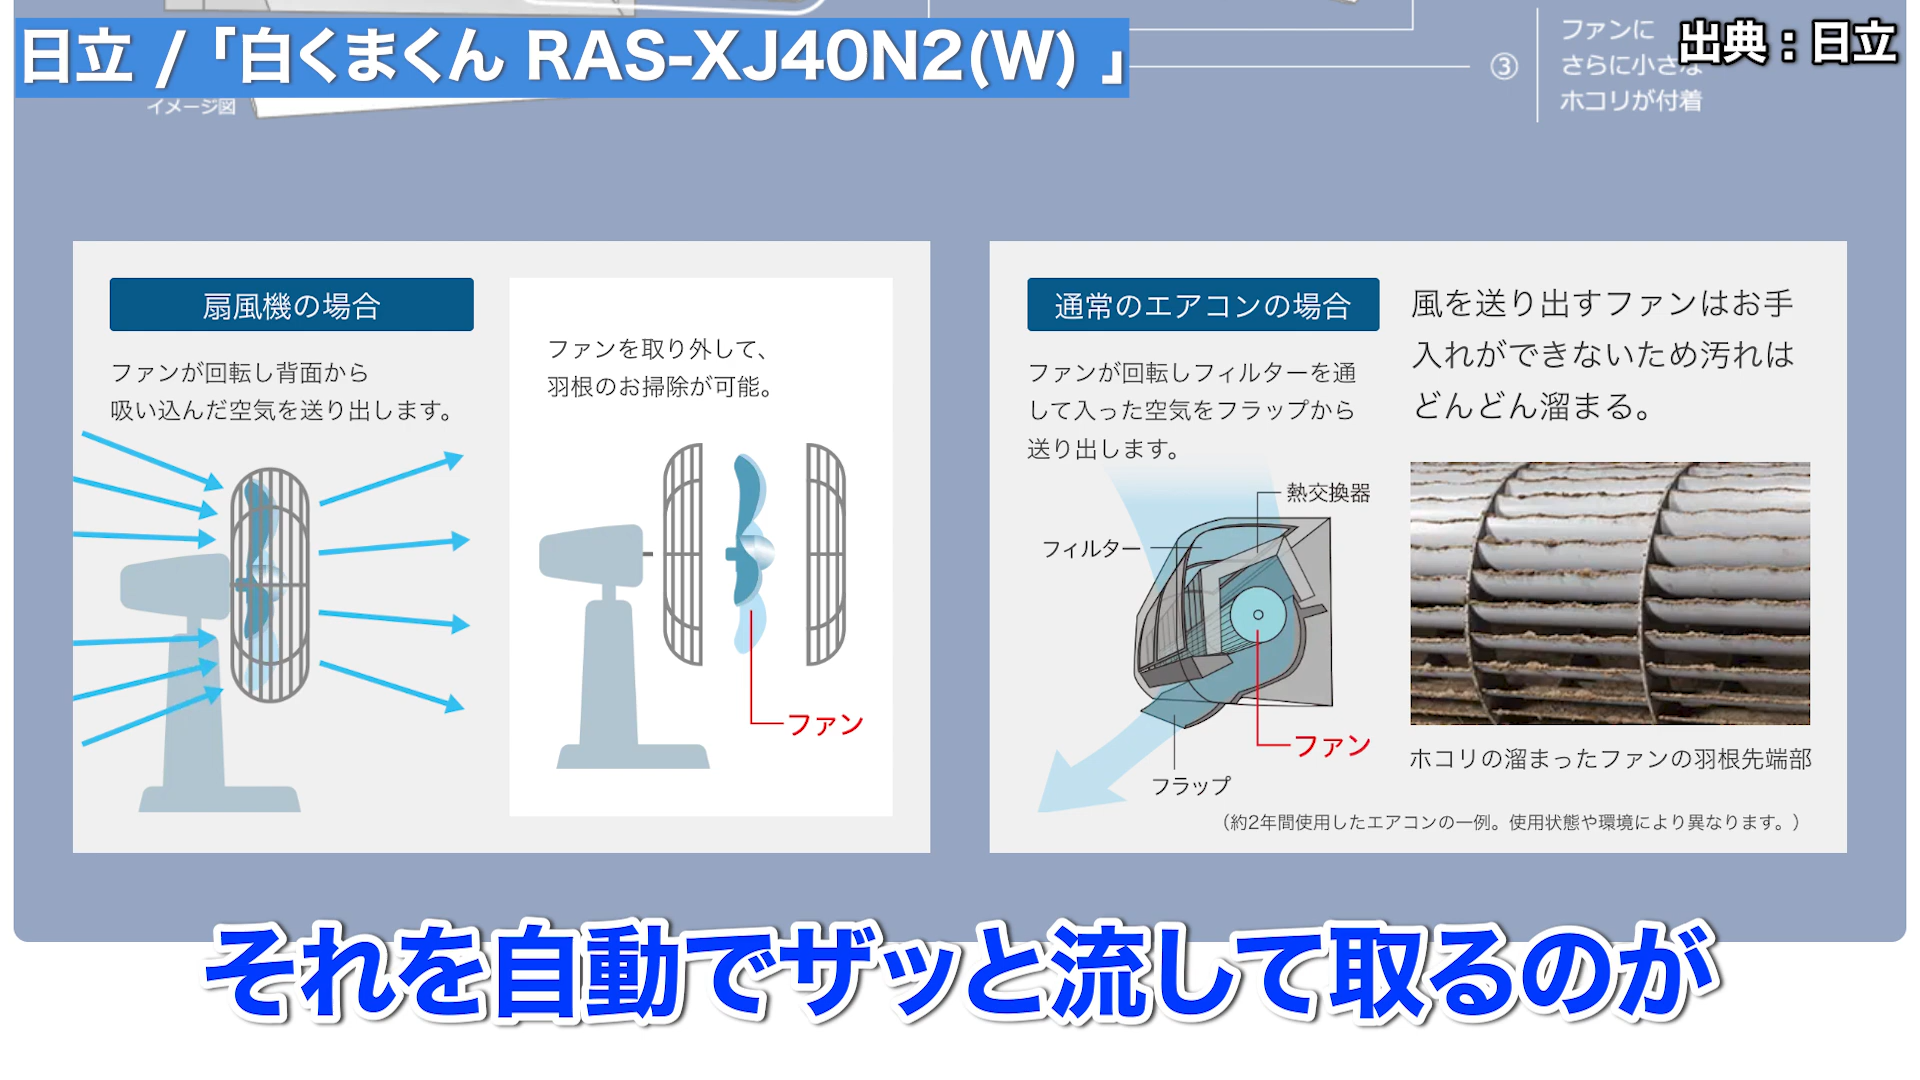 日立 /「白くまくん RAS-XJ40N2(W) 」
出典：日立
イメージ図
③
ファンに
さらに小さな
ホコリが付着
扇風機の場合
ファンが回転し背面から
吸い込んだ空気を送り出します。
ファンを取り外して、
羽根のお掃除が可能。
ファン
通常のエアコンの場合
ファンが回転しフィルターを通
して入った空気をフラップから
送り出します。
熱交換器
フィルター
ファン
フラップ
風を送り出すファンはお手
入れができないため汚れは
どんどん溜まる。
ホコリの溜まったファンの羽根先端部
（約2年間使用したエアコンの一例。使用状態や環境により異なります。）
それを自動でザッと流して取るのが